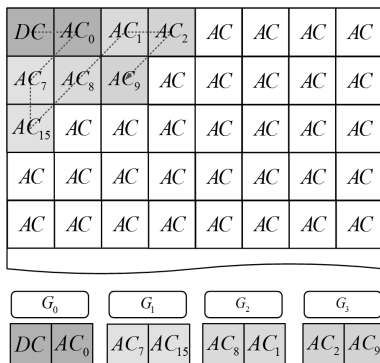 DC AC₀ AC₁ AC₂ AC AC AC AC
AC₇ AC₈ AC₉ AC AC AC AC AC
AC₁₅ AC AC AC AC AC AC AC
AC AC AC AC AC AC AC AC
AC AC AC AC AC AC AC AC
G₀ G₁ G₂ G₃
DC AC₀ AC₇ AC₁₅ AC₈ AC₁ AC₂ AC₉